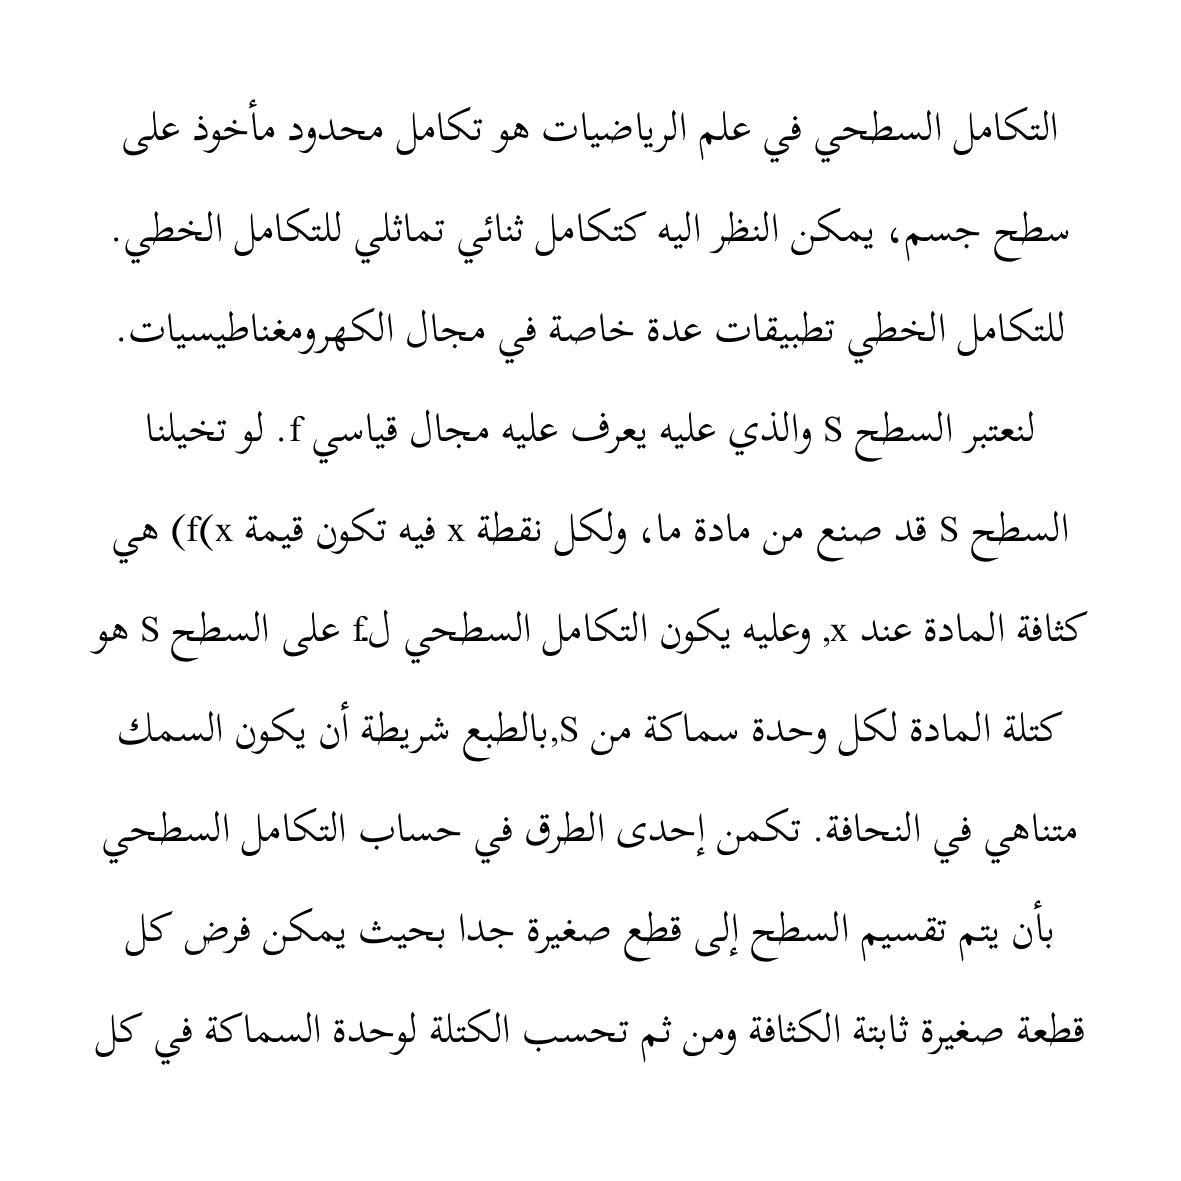 التكامل السطحي في علم الرياضيات هو تكامل محدود مأخوذ على
سطح جسم، يمكن النظر اليه كتكامل ثنائي تماثلي للتكامل الخطي.
للتكامل الخطي تطبيقات عدة خاصة في مجال الكهرومغناطيسيات.
لنعتبر السطح S والذي عليه يعرف عليه مجال قياسي f. لو تخيلنا
السطح S قد صنع من مادة ما، ولكل نقطة x فيه تكون قيمة f(x) هي
كثافة المادة عند x, وعليه يكون التكامل السطحي لـf على السطح S هو
كتلة المادة لكل وحدة سماكة من S,بالطبع شريطة أن يكون السمك
متناهي في النحافة. تكمن إحدى الطرق في حساب التكامل السطحي
بأن يتم تقسيم السطح إلى قطع صغيرة جدا بحيث يمكن فرض كل
قطعة صغيرة ثابتة الكثافة ومن ثم تحسب الكتلة لوحدة السماكة في كل